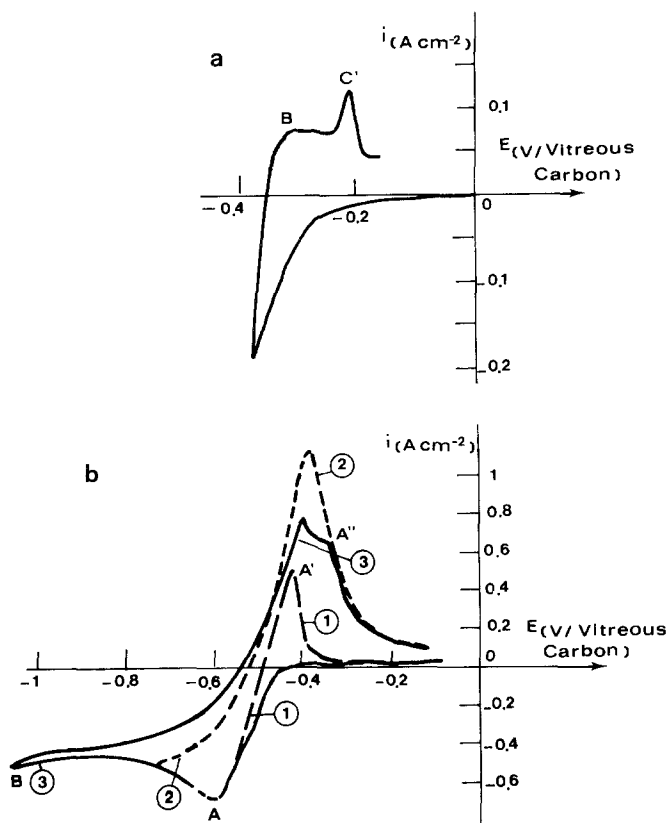 a
i(A cm-2)
C'
B
0,1
E(V/Vitreous
Carbon)
-0,4
-0,2
0
0,1
-0,2
b
i(A cm-2)
2
1
0.8
A''
3
0.6
A'
0.4
1
0.2
E(V/Vitreous
Carbon)
0
-1
-0,8
-0.6
-0.4
-0,2
-0.2
1
-0.4
B
3
2
A
-0.6